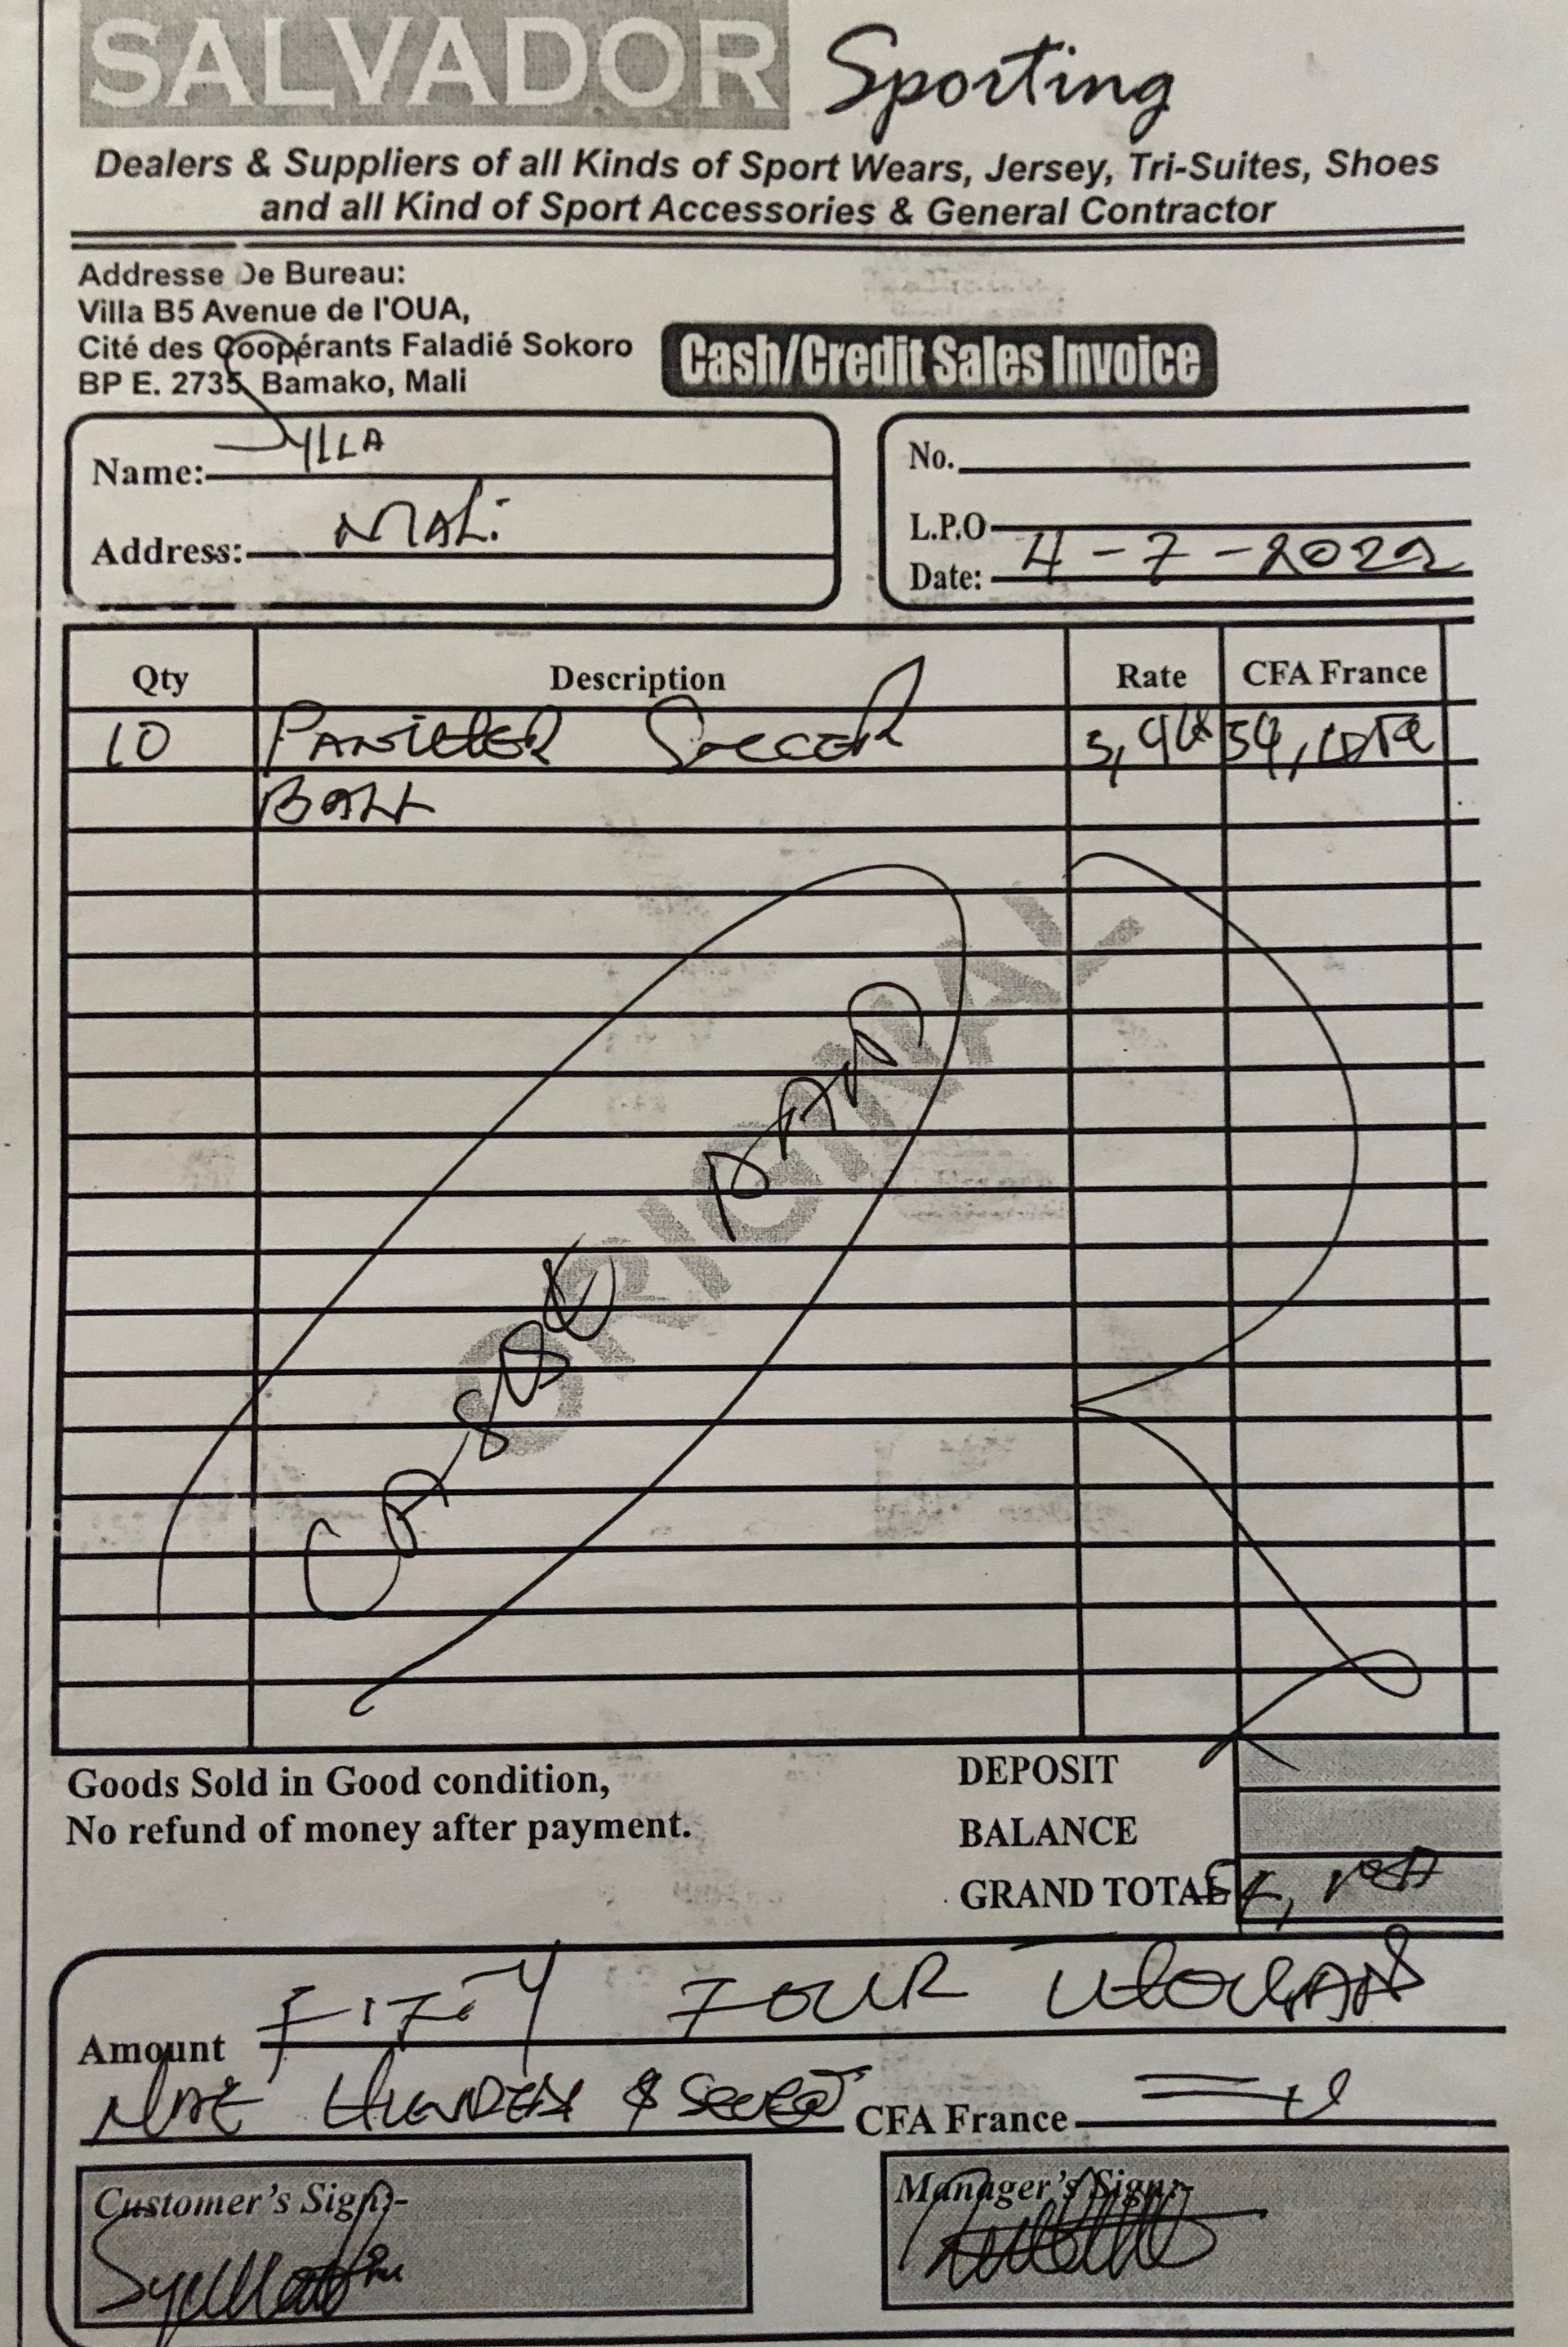 SALVADOR Sporting
Dealers & Suppliers of all Kinds of Sport Wears, Jersey, Tri-Suites, Shoes
and all Kind of Sport Accessories & General Contractor
Addresse De Bureau:
Villa B5 Avenue de l'OUA,
Cité des Coopérants Faladié Sokoro
BP E. 2735, Bamako, Mali
Cash/Credit Sales Invoice
Name: SYLLA
Address: MALi
No.
L.P.O
Date: 4-7-2022
Qty Description Rate CFA France
10 SOCCER
BALL
ORIGINAL
PAID
Goods Sold in Good condition,
No refund of money after payment.
DEPOSIT
BALANCE
GRAND TOTAL
Amount FIFTY FOUR
HUNDRED & CFA France
Customer's Sign:-
Manager's Sign:-